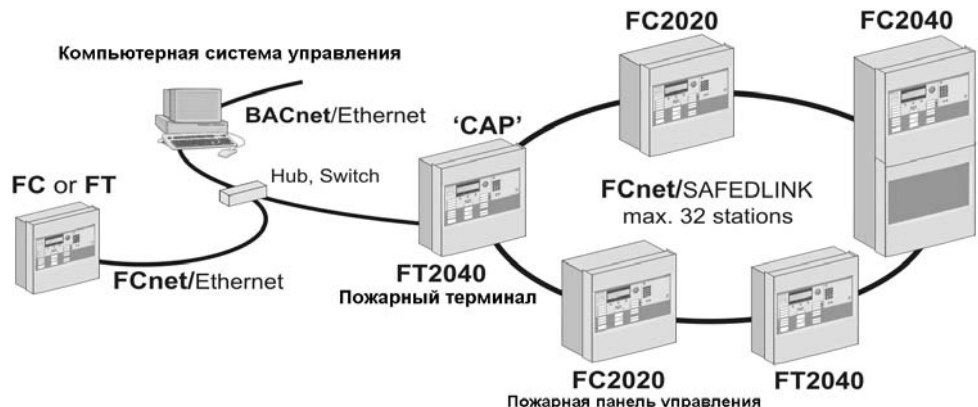 FC2020
FC2040
Компьютерная система управления
BACnet/Ethernet
'CAP'
Hub, Switch
FC or FT
FCnet/SAFEDLINK
max. 32 stations
FCnet/Ethernet
FT2040
Пожарный терминал
FC2020
FT2040
Пожарная панель управления